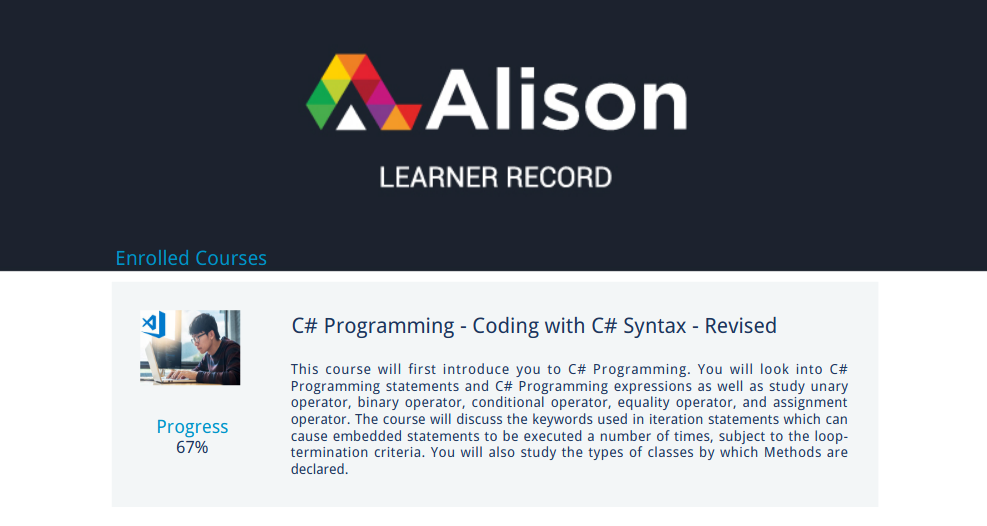 Alison
LEARNER RECORD
Enrolled Courses
C# Programming - Coding with C# Syntax - Revised
This course will first introduce you to C# Programming. You will look into C#
Programming statements and C# Programming expressions as well as study unary
operator, binary operator, conditional operator, equality operator, and assignment
operator. The course will discuss the keywords used in iteration statements which can
cause embedded statements to be executed a number of times, subject to the loop-
termination criteria. You will also study the types of classes by which Methods are
declared.
Progress
67%